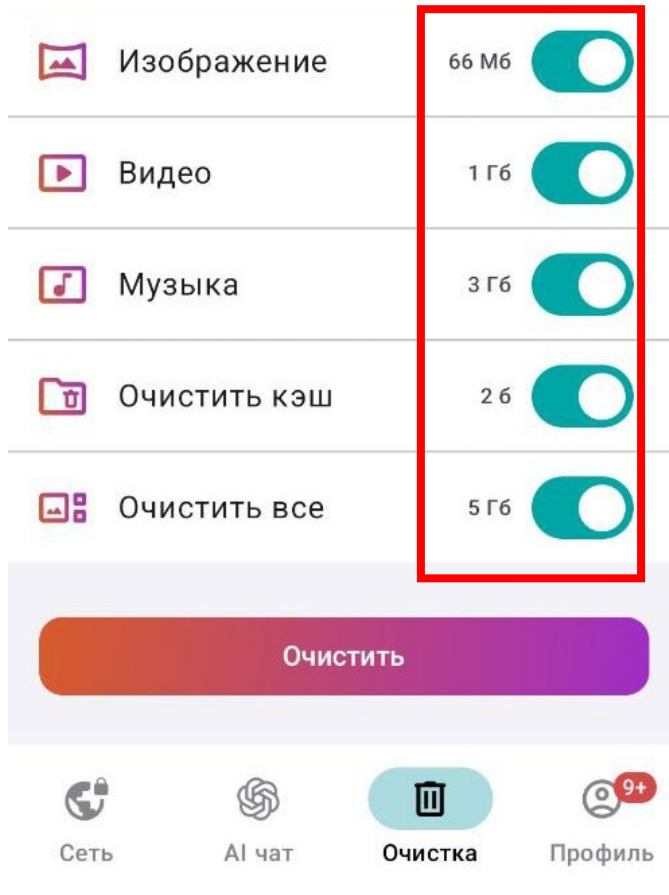 Изображение 66 Мб
Видео 1 Гб
Музыка 3 Гб
Очистить кэш 2 б
Очистить все 5 Гб
Очистить
9+
Сеть AI чат Очистка Профиль